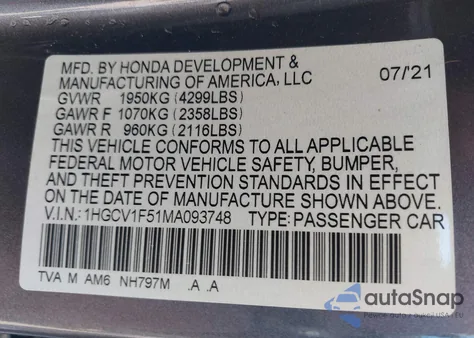 MFD. BY HONDA DEVELOPMENT &
MANUFACTURING OF AMERICA, LLC 07/'21
GVWR 1950KG (4299LBS)
GAWR F 1070KG (2358LBS)
GAWR R 960KG (2116LBS)
THIS VEHICLE CONFORMS TO ALL APPLICABLE
FEDERAL MOTOR VEHICLE SAFETY, BUMPER,
AND THEFT PREVENTION STANDARDS IN EFFECT
ON THE DATE OF MANUFACTURE SHOWN ABOVE.
V.I.N.: 1HGCV1F51MA093748 TYPE: PASSENGER CAR
TVA M AM6 NH797M .A .A
autoSnap